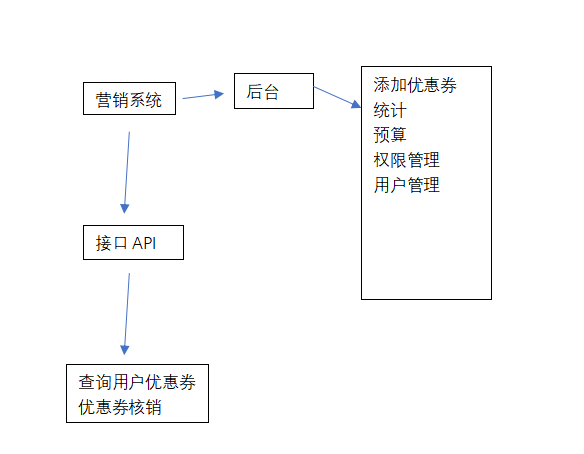 营销系统
后台
添加优惠券
统计
预算
权限管理
用户管理
接口 API
查询用户优惠券
优惠券核销